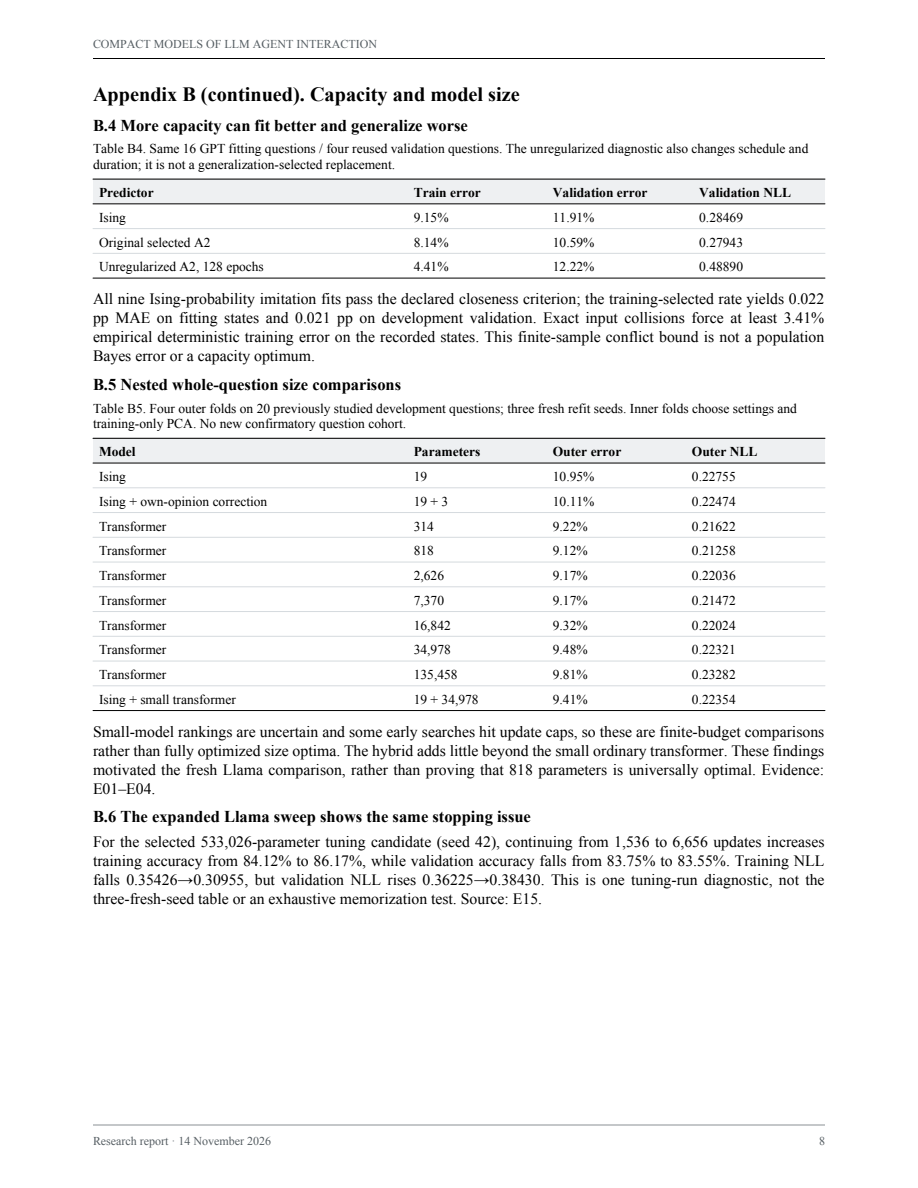 COMPACT MODELS OF LLM AGENT INTERACTION
Appendix B (continued). Capacity and model size
B.4 More capacity can fit better and generalize worse
Table B4. Same 16 GPT fitting questions / four reused validation questions. The unregularized diagnostic also changes schedule and
duration; it is not a generalization-selected replacement.
Predictor Train error Validation error Validation NLL
Ising 9.15% 11.91% 0.28469
Original selected A2 8.14% 10.59% 0.27943
Unregularized A2, 128 epochs 4.41% 12.22% 0.48890
All nine Ising-probability imitation fits pass the declared closeness criterion; the training-selected rate yields 0.022
pp MAE on fitting states and 0.021 pp on development validation. Exact input collisions force at least 3.41%
empirical deterministic training error on the recorded states. This finite-sample conflict bound is not a population
Bayes error or a capacity optimum.
B.5 Nested whole-question size comparisons
Table B5. Four outer folds on 20 previously studied development questions; three fresh refit seeds. Inner folds choose settings and
training-only PCA. No new confirmatory question cohort.
Model Parameters Outer error Outer NLL
Ising 19 10.95% 0.22755
Ising + own-opinion correction 19 + 3 10.11% 0.22474
Transformer 314 9.22% 0.21622
Transformer 818 9.12% 0.21258
Transformer 2,626 9.17% 0.22036
Transformer 7,370 9.17% 0.21472
Transformer 16,842 9.32% 0.22024
Transformer 34,978 9.48% 0.22321
Transformer 135,458 9.81% 0.23282
Ising + small transformer 19 + 34,978 9.41% 0.22354
Small-model rankings are uncertain and some early searches hit update caps, so these are finite-budget comparisons
rather than fully optimized size optima. The hybrid adds little beyond the small ordinary transformer. These findings
motivated the fresh Llama comparison, rather than proving that 818 parameters is universally optimal. Evidence:
E01–E04.
B.6 The expanded Llama sweep shows the same stopping issue
For the selected 533,026-parameter tuning candidate (seed 42), continuing from 1,536 to 6,656 updates increases
training accuracy from 84.12% to 86.17%, while validation accuracy falls from 83.75% to 83.55%. Training NLL
falls 0.35426→0.30955, but validation NLL rises 0.36225→0.38430. This is one tuning-run diagnostic, not the
three-fresh-seed table or an exhaustive memorization test. Source: E15.
Research report · 14 November 2026 8